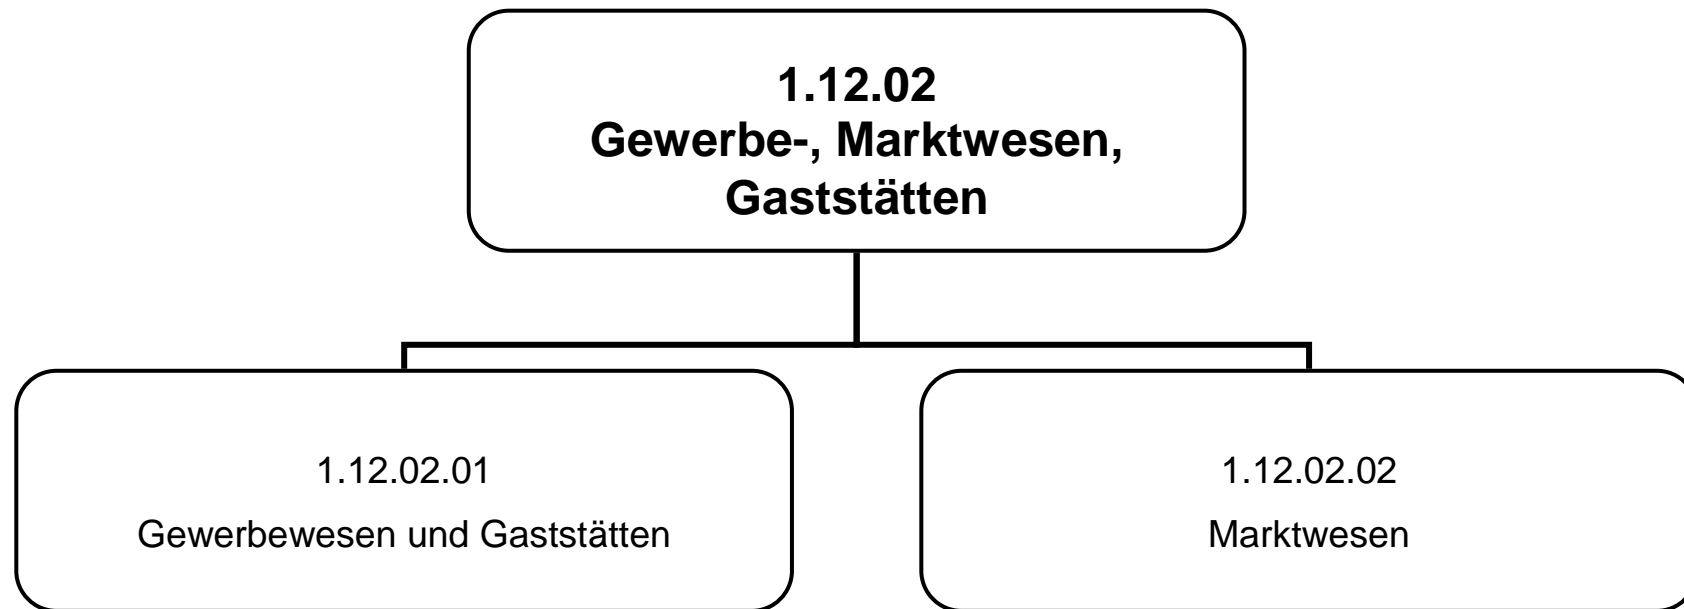 1.12.02
Gewerbe-, Marktwesen,
Gaststätten
1.12.02.01
Gewerbewesen und Gaststätten
1.12.02.02
Marktwesen